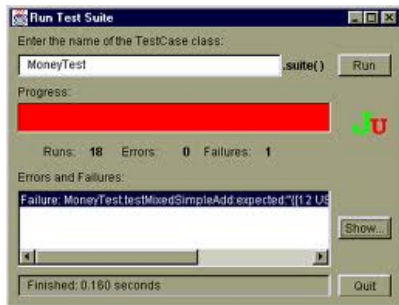 Run Test Suite
Enter the name of the TestCase class:
MoneyTest .suite() Run
Progress:
JU
Runs: 18 Errors: 0 Failures: 1
Errors and Failures:
Failure: MoneyTest.testMixedSimpleAdd:expected:"{[12 US
Show...
Finished: 0.160 seconds Quit